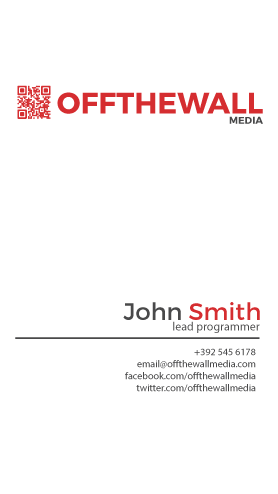 OFFTHEWALL
MEDIA
John Smith
lead programmer
+392 545 6178
email@offthewallmedia.com
facebook.com/offthewallmedia
twitter.com/offthewallmedia